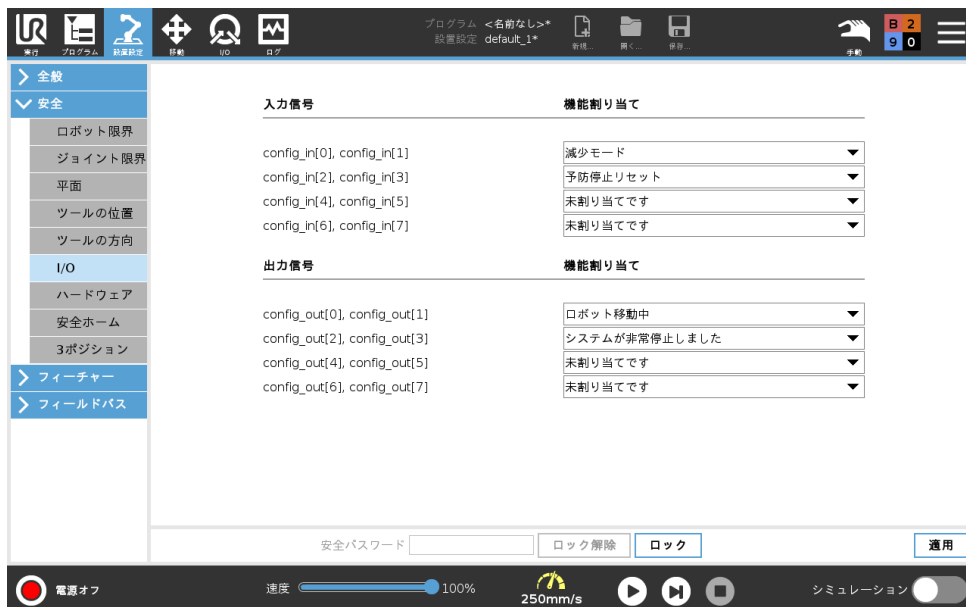 UR
実行 プログラム 設置設定 移動 I/O ログ
プログラム <名前なし>*
設置設定 default_1*
新規... 開く... 保存...
手動
B 2
9 0
全般
安全
ロボット限界
ジョイント限界
平面
ツールの位置
ツールの方向
I/O
ハードウェア
安全ホーム
3ポジション
フィーチャー
フィールドバス
入力信号 機能割り当て
config_in[0], config_in[1] 減少モード
config_in[2], config_in[3] 予防停止リセット
config_in[4], config_in[5] 未割り当てです
config_in[6], config_in[7] 未割り当てです
出力信号 機能割り当て
config_out[0], config_out[1] ロボット移動中
config_out[2], config_out[3] システムが非常停止しました
config_out[4], config_out[5] 未割り当てです
config_out[6], config_out[7] 未割り当てです
安全パスワード ロック解除 ロック 適用
電源オフ 速度 100% 250mm/s シミュレーション